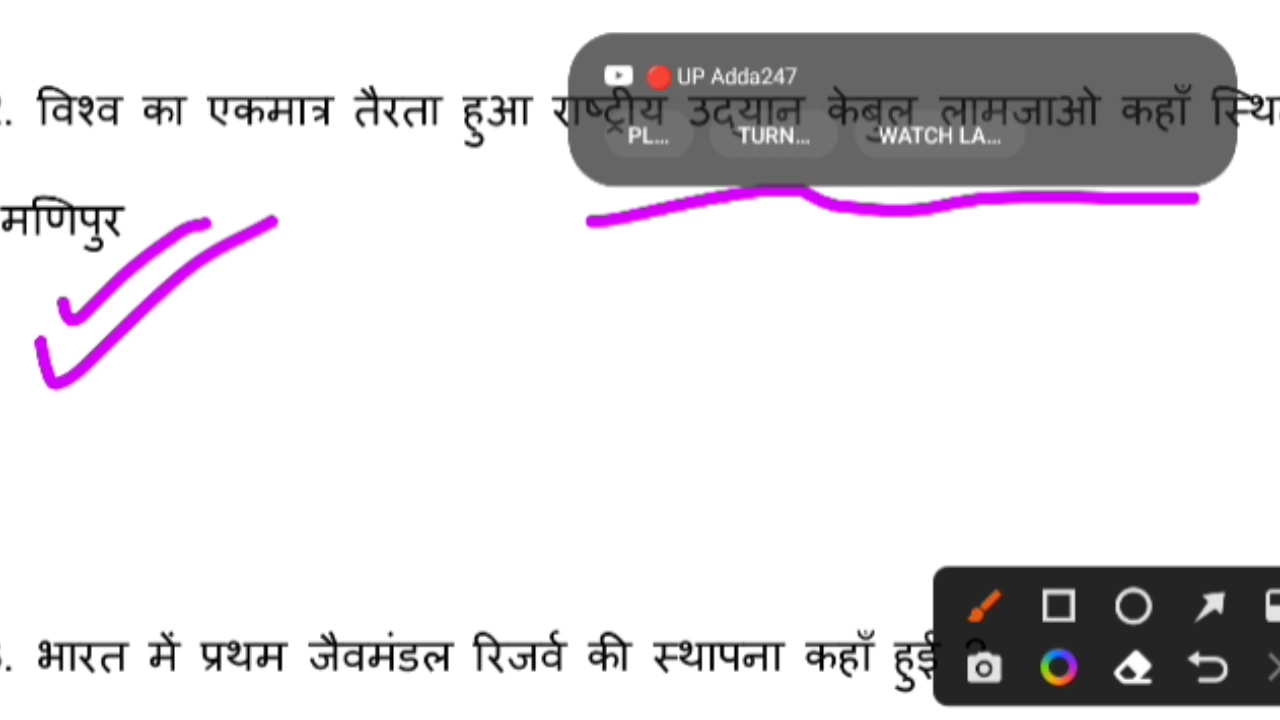 UP Adda247
. विश्व का एकमात्र तैरता हुआ राष्ट्रीय उदयान केबुल लामजाओ कहाँ
PL... TURN... WATCH LA...
मणिपुर
. भारत में प्रथम जैवमंडल रिजर्व की स्थापना कहाँ हुई ?